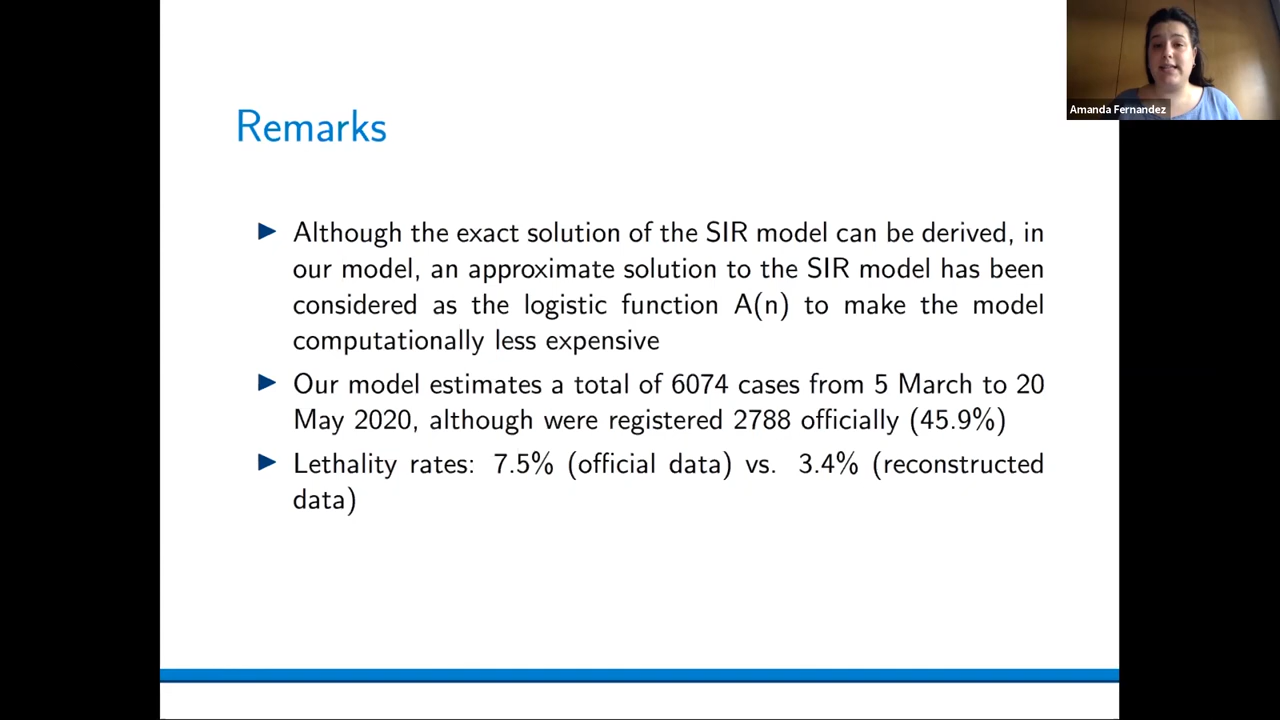 Amanda Fernandez
Remarks
Although the exact solution of the SIR model can be derived, in
our model, an approximate solution to the SIR model has been
considered as the logistic function A(n) to make the model
computationally less expensive
Our model estimates a total of 6074 cases from 5 March to 20
May 2020, although were registered 2788 officially (45.9%)
Lethality rates: 7.5% (official data) vs. 3.4% (reconstructed
data)